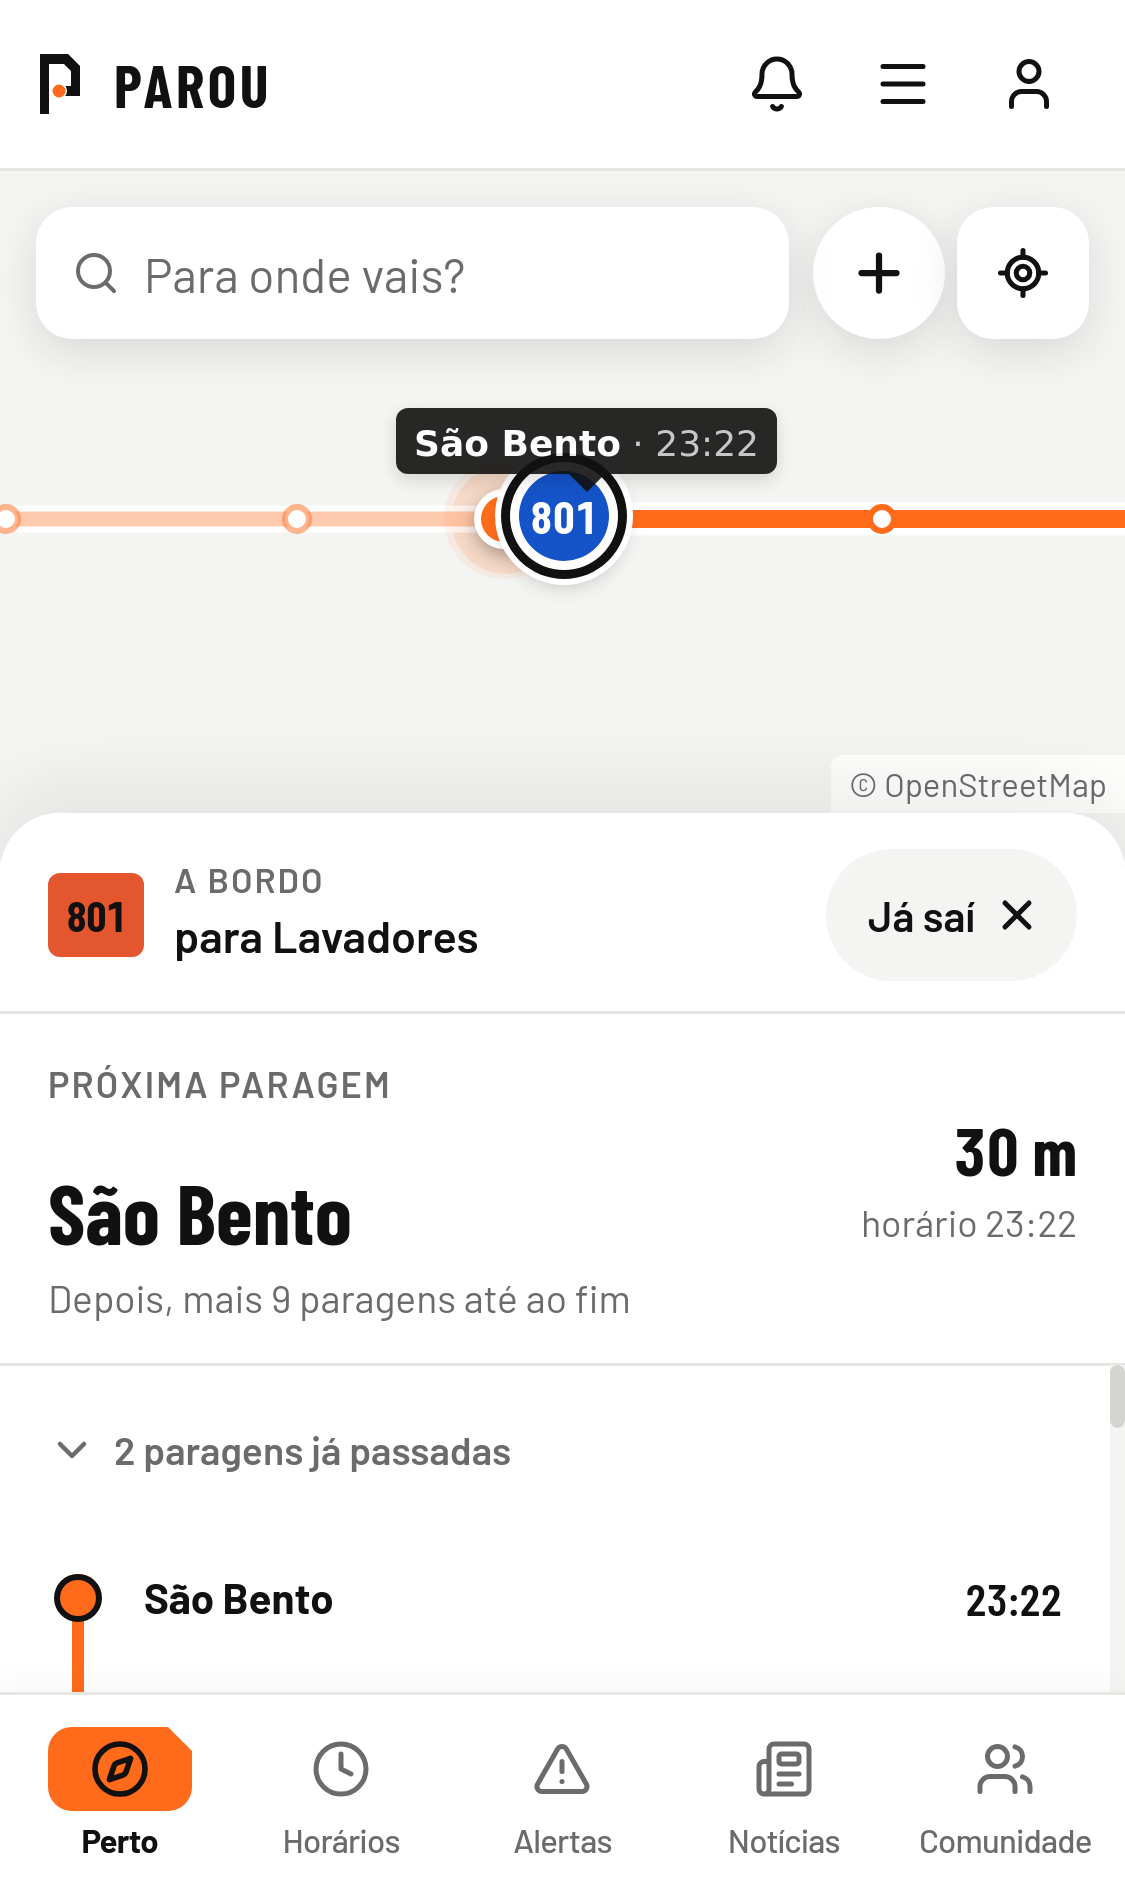 PAROU
Para onde vais?
São Bento · 23:22
801
© OpenStreetMap
801
A BORDO
para Lavadores
Já saí
PRÓXIMA PARAGEM
São Bento
30 m
horário 23:22
Depois, mais 9 paragens até ao fim
2 paragens já passadas
São Bento 23:22
Perto Horários Alertas Notícias Comunidade